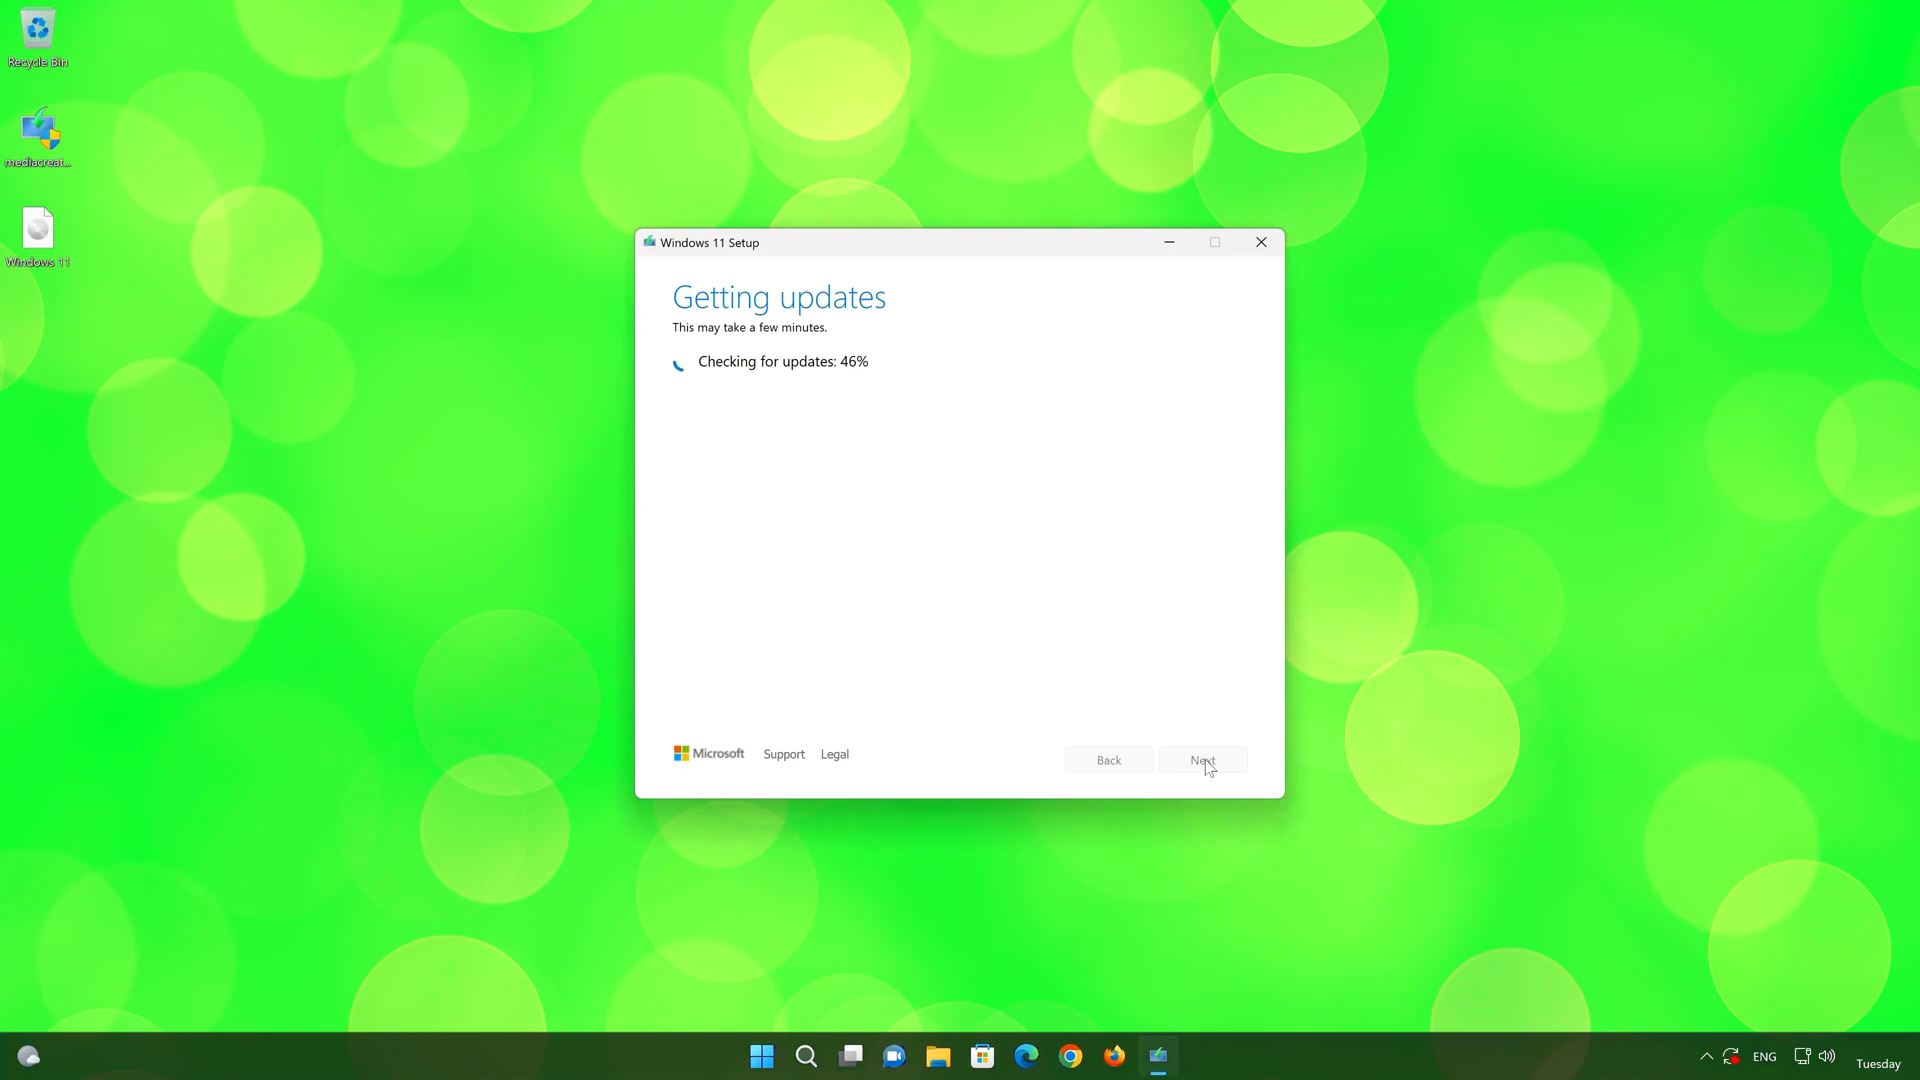 Recycle Bin
mediacreat...
Windows 11
Windows 11 Setup
Getting updates
This may take a few minutes.
Checking for updates: 46%
Microsoft
Support
Legal
Back
Next
ENG
Tuesday